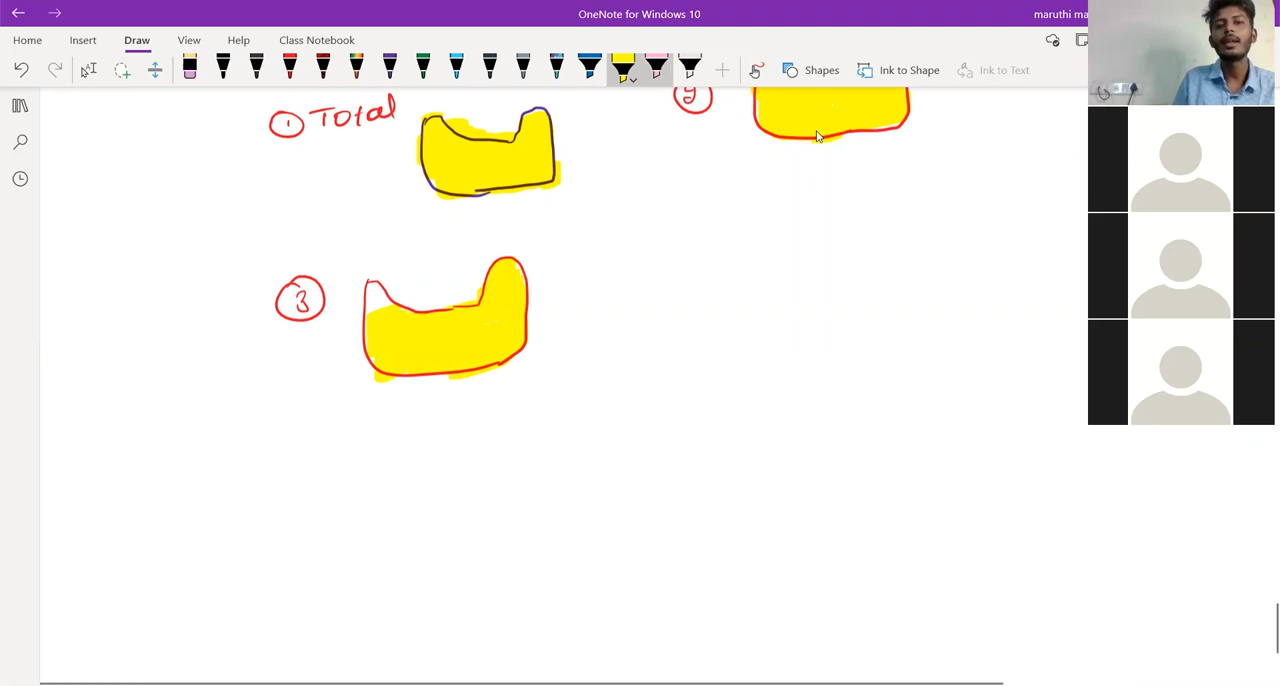 OneNote for Windows 10
maruthi ma
Home Insert Draw View Help Class Notebook
Shapes Ink to Shape Ink to Text
① Total
③